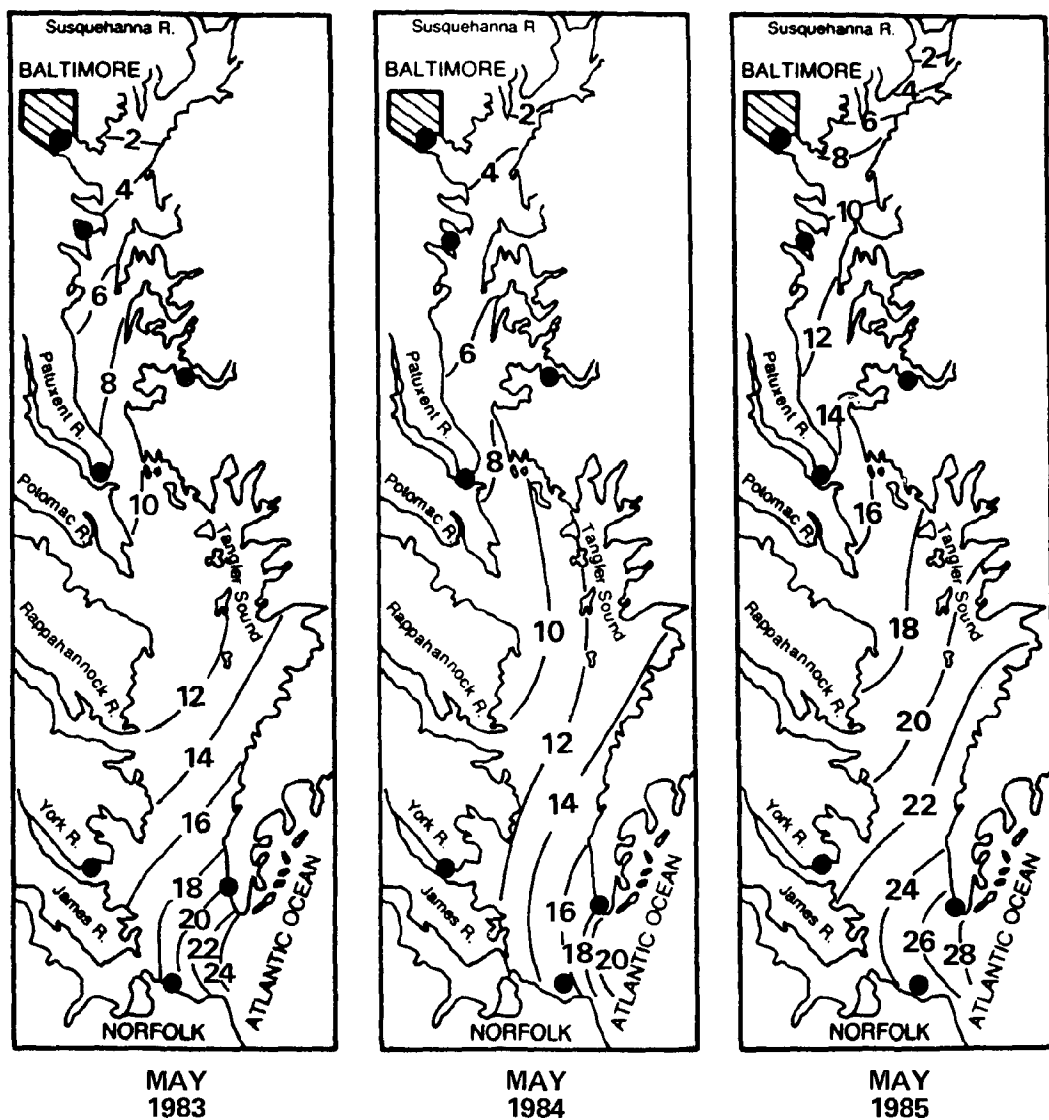 Susquehanna R.
BALTIMORE
2
4
6
8
10
12
14
16
18
20
22
24
Patuxent R.
Potomac R.
Rappahannock R.
York R.
James R.
Tangier Sound
ATLANTIC OCEAN
NORFOLK
MAY
1983
Susquehanna R
BALTIMORE
2
4
6
8
10
12
14
16
18
20
Patuxent R.
Potomac R.
Rappahannock R.
York R.
James R.
Tangier Sound
ATLANTIC OCEAN
NORFOLK
MAY
1984
Susquehanna R.
BALTIMORE
2
4
6
8
10
12
14
16
18
20
22
24
26
28
Patuxent R.
Potomac R.
Rappahannock R.
York R.
James R.
Tangier Sound
ATLANTIC OCEAN
NORFOLK
MAY
1985